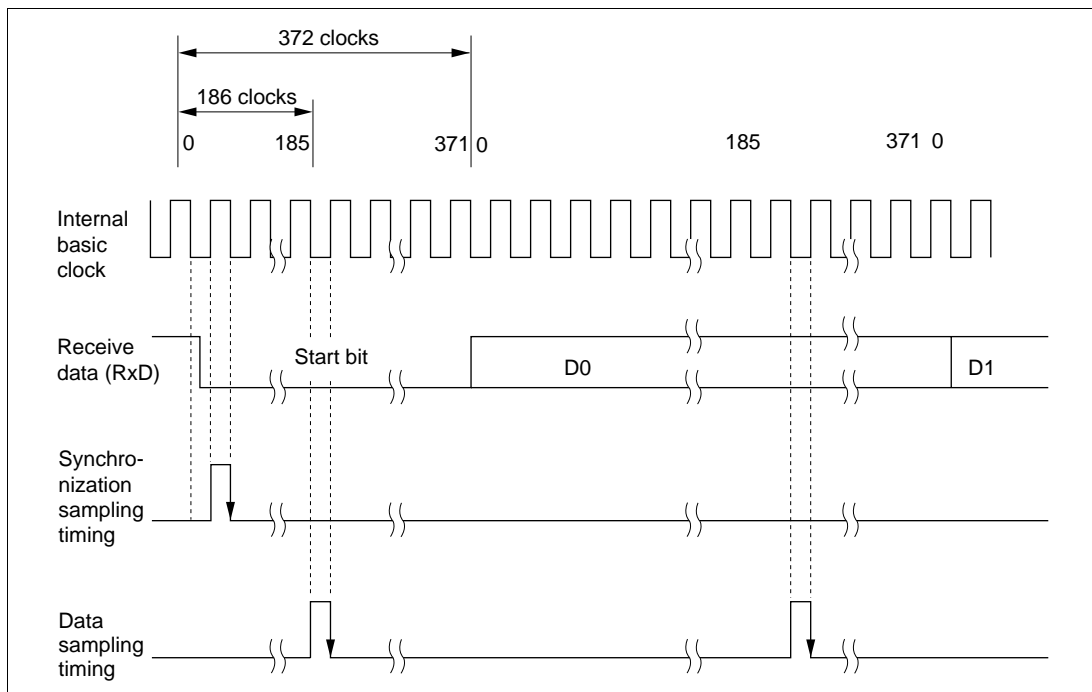 372 clocks
186 clocks
0 185 371 0 185 371 0
Internal
basic
clock
Receive
data (RxD)
Start bit
D0
D1
Synchro-
nization
sampling
timing
Data
sampling
timing